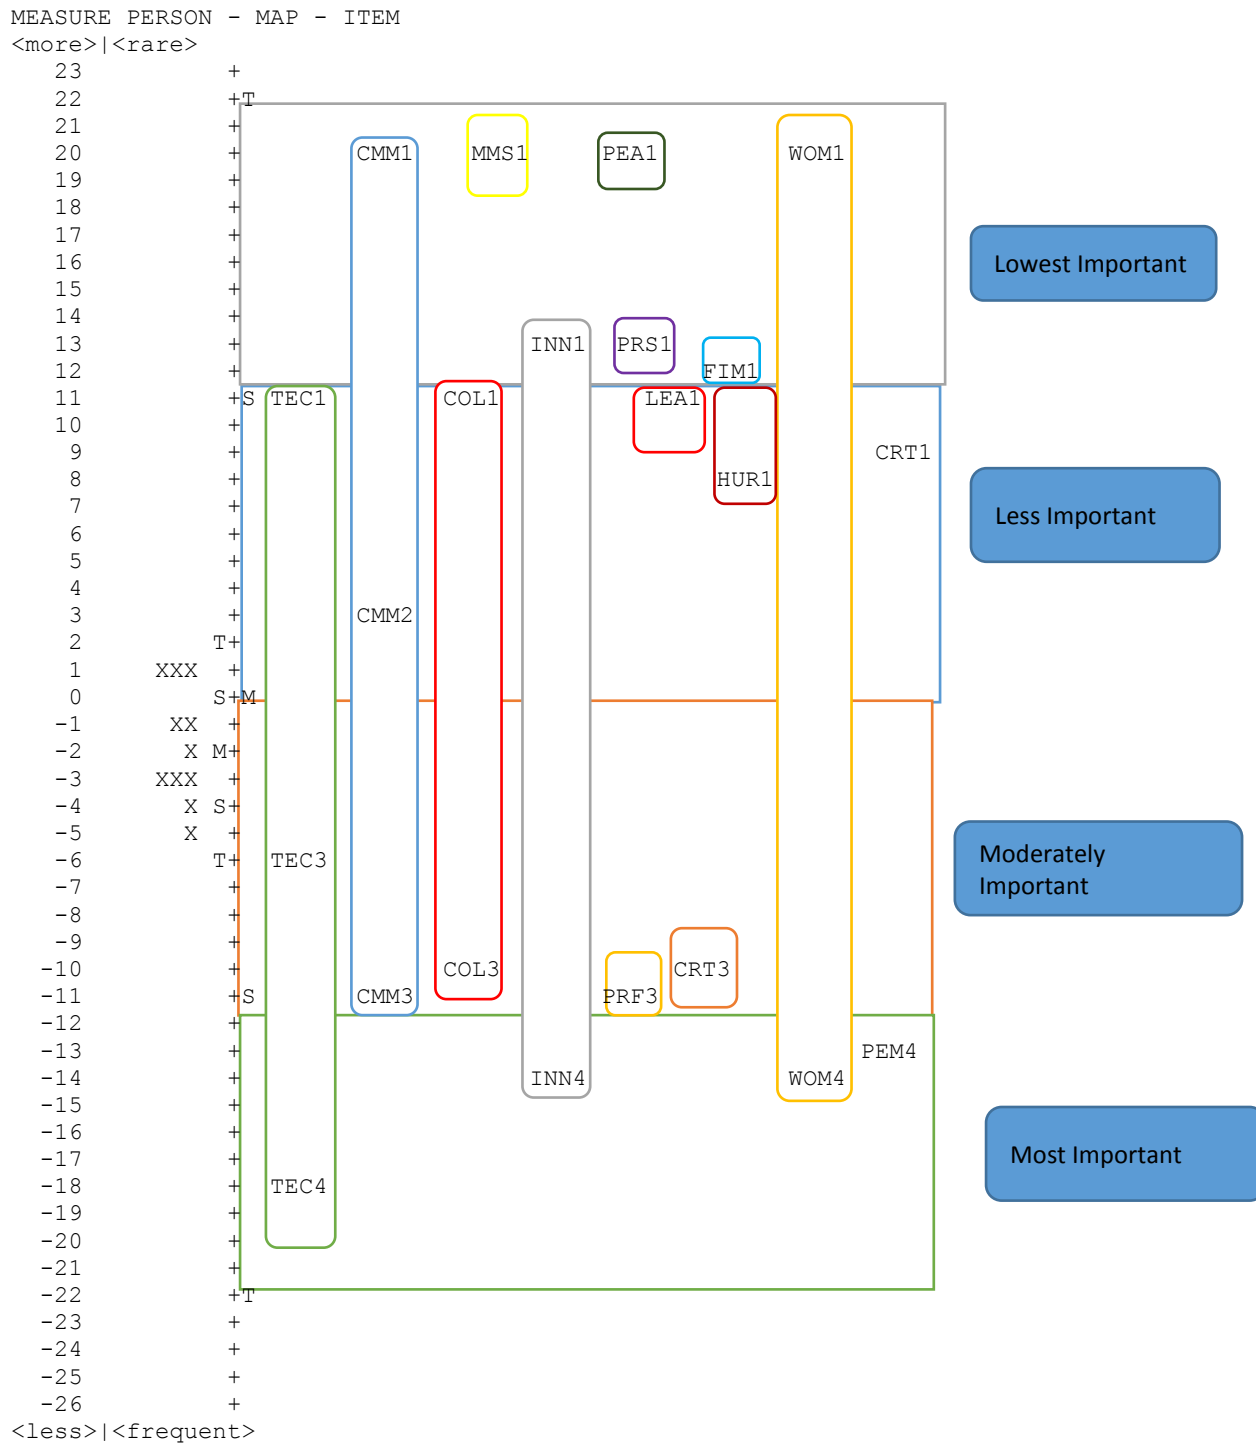 MEASURE PERSON - MAP - ITEM
<more>|<rare>
23 +
22 +T
21 +
20 + CMM1 MMS1 PEA1 WOM1
19 +
18 +
17 +
16 + Lowest Important
15 +
14 +
13 + INN1 PRS1
12 + FIM1
11 +S TEC1 COL1 LEA1
10 +
9 + CRT1
8 + HUR1
7 + Less Important
6 +
5 +
4 +
3 + CMM2
2 T+
1 XXX +
0 S+M
-1 XX +
-2 X M+
-3 XXX +
-4 X S+
-5 X +
-6 T+ TEC3 Moderately
-7 + Important
-8 +
-9 +
-10 + COL3 CRT3
-11 +S CMM3 PRF3
-12 +
-13 + PEM4
-14 + INN4 WOM4
-15 +
-16 +
-17 + Most Important
-18 + TEC4
-19 +
-20 +
-21 +
-22 +T
-23 +
-24 +
-25 +
-26 +
<less>|<frequent>